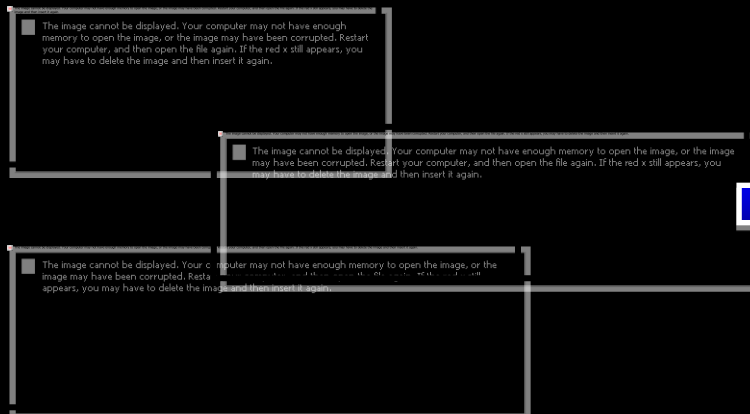 The image cannot be displayed. Your computer may not have enough
memory to open the image, or the image may have been corrupted. Restart
your computer, and then open the file again. If the red x still appears, you
may have to delete the image and then insert it again.
The image cannot be displayed. Your computer may not have enough memory to open the image, or the image
may have been corrupted. Restart your computer, and then open the file again. If the red x still appears, you
may have to delete the image and then insert it again.
The image cannot be displayed. Your computer may not have enough memory to open the image, or the
image may have been corrupted. Resta
appears, you may have to delete the image and then insert it again.